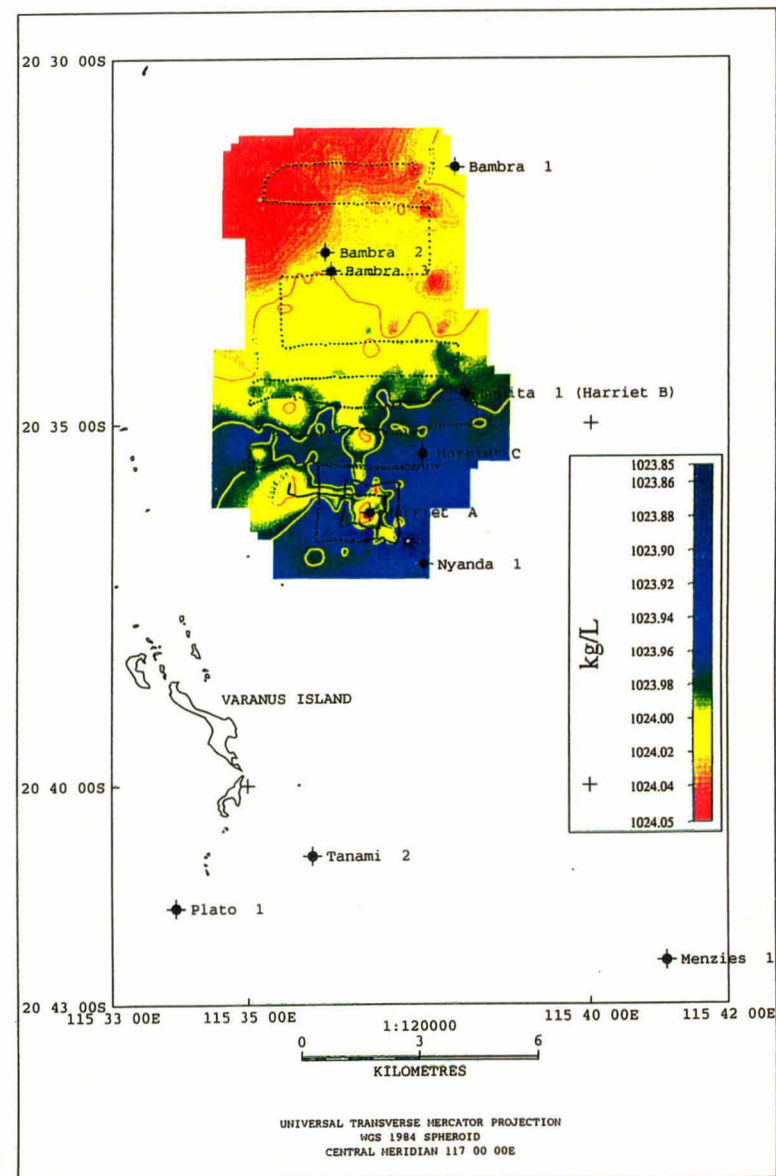 20 30 00S
Bambra 1
Bambra 2
Bambra 3
1 (Harriet B)
20 35 00S
Harriet C
A
Nyanda 1
1023.85
1023.86
1023.88
1023.90
1023.92
1023.94
1023.96
1023.98
1024.00
1024.02
1024.04
1024.05
kg/L
VARANUS ISLAND
20 40 00S
Tanami 2
Plato 1
Menzies 1
20 43 00S
115 33 00E
115 35 00E
115 40 00E
115 42 00E
1:120000
0 3 6
KILOMETRES
UNIVERSAL TRANSVERSE MERCATOR PROJECTION
WGS 1984 SPHEROID
CENTRAL MERIDIAN 117 00 00E